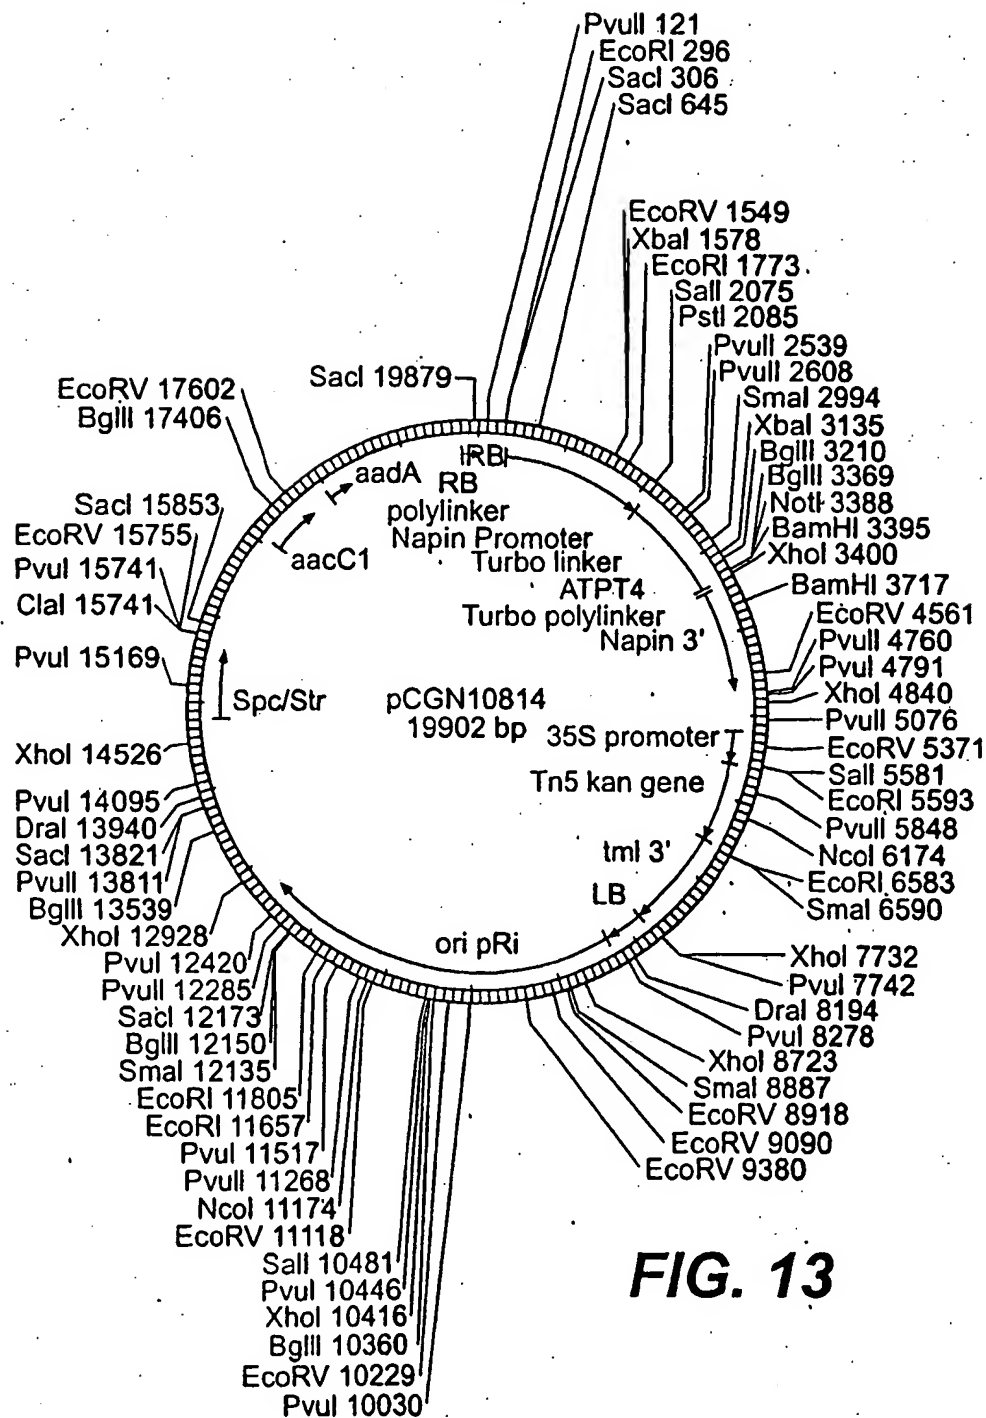 PvuII 121
EcoRI 296
SacI 306
SacI 645
EcoRV 1549
XbaI 1578
EcoRI 1773
SalI 2075
PstI 2085
PvuII 2539
PvuII 2608
SmaI 2994
XbaI 3135
BglII 3210
BglII 3369
NotI 3388
BamHI 3395
XhoI 3400
BamHI 3717
EcoRV 4561
PvuII 4760
PvuI 4791
XhoI 4840
PvuII 5076
EcoRV 5371
SalI 5581
EcoRI 5593
PvuII 5848
NcoI 6174
EcoRI 6583
SmaI 6590
XhoI 7732
PvuI 7742
DraI 8194
PvuI 8278
XhoI 8723
SmaI 8887
EcoRV 8918
EcoRV 9090
EcoRV 9380
SacI 19879
EcoRV 17602
BglII 17406
SacI 15853
EcoRV 15755
PvuI 15741
ClaI 15741
PvuI 15169
XhoI 14526
PvuI 14095
DraI 13940
SacI 13821
PvuII 13811
BglII 13539
XhoI 12928
PvuI 12420
PvuII 12285
SacI 12173
BglII 12150
SmaI 12135
EcoRI 11805
EcoRI 11657
PvuI 11517
PvuII 11268
NcoI 11174
EcoRV 11118
SalI 10481
PvuI 10446
XhoI 10416
BglII 10360
EcoRV 10229
PvuI 10030
RB
aadA
RB
polylinker
Napin Promoter
aacC1
Turbo linker
ATPT4
Turbo polylinker
Napin 3'
Spc/Str
pCGN10814
19902 bp
35S promoter
Tn5 kan gene
tml 3'
LB
ori pRi
FIG. 13